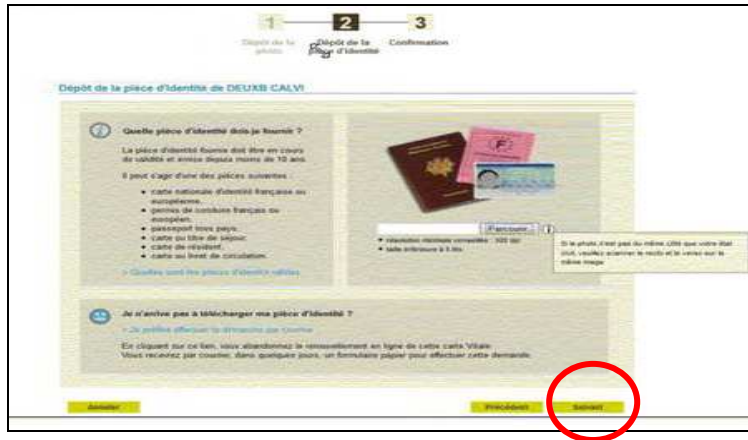 1 2 3
Dépôt de la photo
Dépôt de la pièce d'identité
Confirmation
Dépôt de la pièce d'identité de DEUXB CALVI
Quelle pièce d'identité dois-je fournir ?
La pièce d'identité fournie doit être en cours
de validité et émise depuis moins de 10 ans.
Il peut s'agir d'une des pièces suivantes :
• carte nationale d'identité française ou
européenne.
• permis de conduire français ou
européen.
• passeport tous pays.
• carte ou titre de séjour.
• carte de résident.
• carte ou livret de circulation.
> Quelles sont les pièces d'identité valides
F
Parcourir...
• résolution minimale conseillée : 300 dpi
• taille inférieure à
Si la photo n'est pas du même côté que votre état
civil, veuillez scanner le recto et le verso sur la
même image
Je n'arrive pas à télécharger ma pièce d'identité ?
> Je préfère effectuer la démarche par courrier
En cliquant sur ce lien, vous abandonnez le renouvellement en ligne de cette carte Vitale.
Vous recevrez par courrier, dans quelques jours, un formulaire papier pour effectuer cette demande.
Annuler
Précédent
Suivant